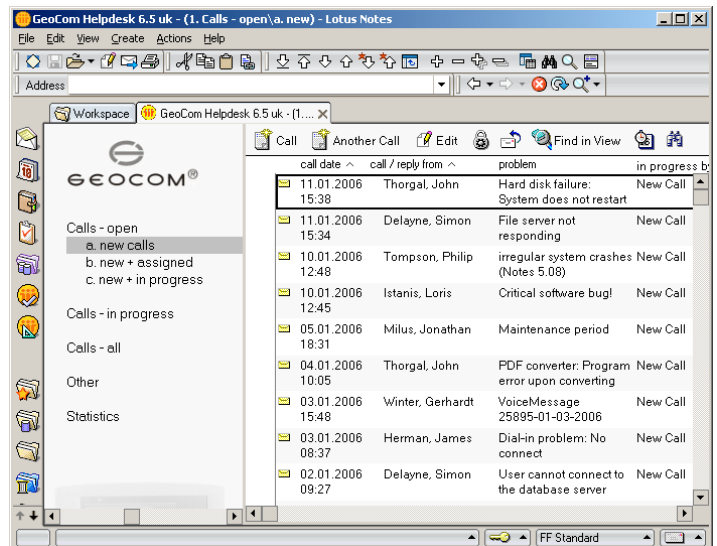 GeoCom Helpdesk 6.5 uk - (1. Calls - open\a. new) - Lotus Notes
File Edit View Create Actions Help
Address
Workspace GeoCom Helpdesk 6.5 uk - (1....
Call Another Call Edit Find in View
GEOCOM®
Calls - open
a. new calls
b. new + assigned
c. new + in progress
Calls - in progress
Calls - all
Other
Statistics
call date call / reply from problem in progress by
11.01.2006 Thorgal, John Hard disk failure: New Call
15:38 System does not restart
11.01.2006 Delayne, Simon File server not New Call
15:34 responding
10.01.2006 Tompson, Philip irregular system crashes New Call
12:48 (Notes 5.08)
10.01.2006 Istanis, Loris Critical software bug! New Call
12:45
05.01.2006 Milus, Jonathan Maintenance period New Call
18:31
04.01.2006 Thorgal, John PDF converter: Program New Call
10:05 error upon converting
03.01.2006 Winter, Gerhardt VoiceMessage New Call
15:48 25895-01-03-2006
03.01.2006 Herman, James Dial-in problem: No New Call
08:37 connect
02.01.2006 Delayne, Simon User cannot connect to New Call
09:27 the database server
FF Standard